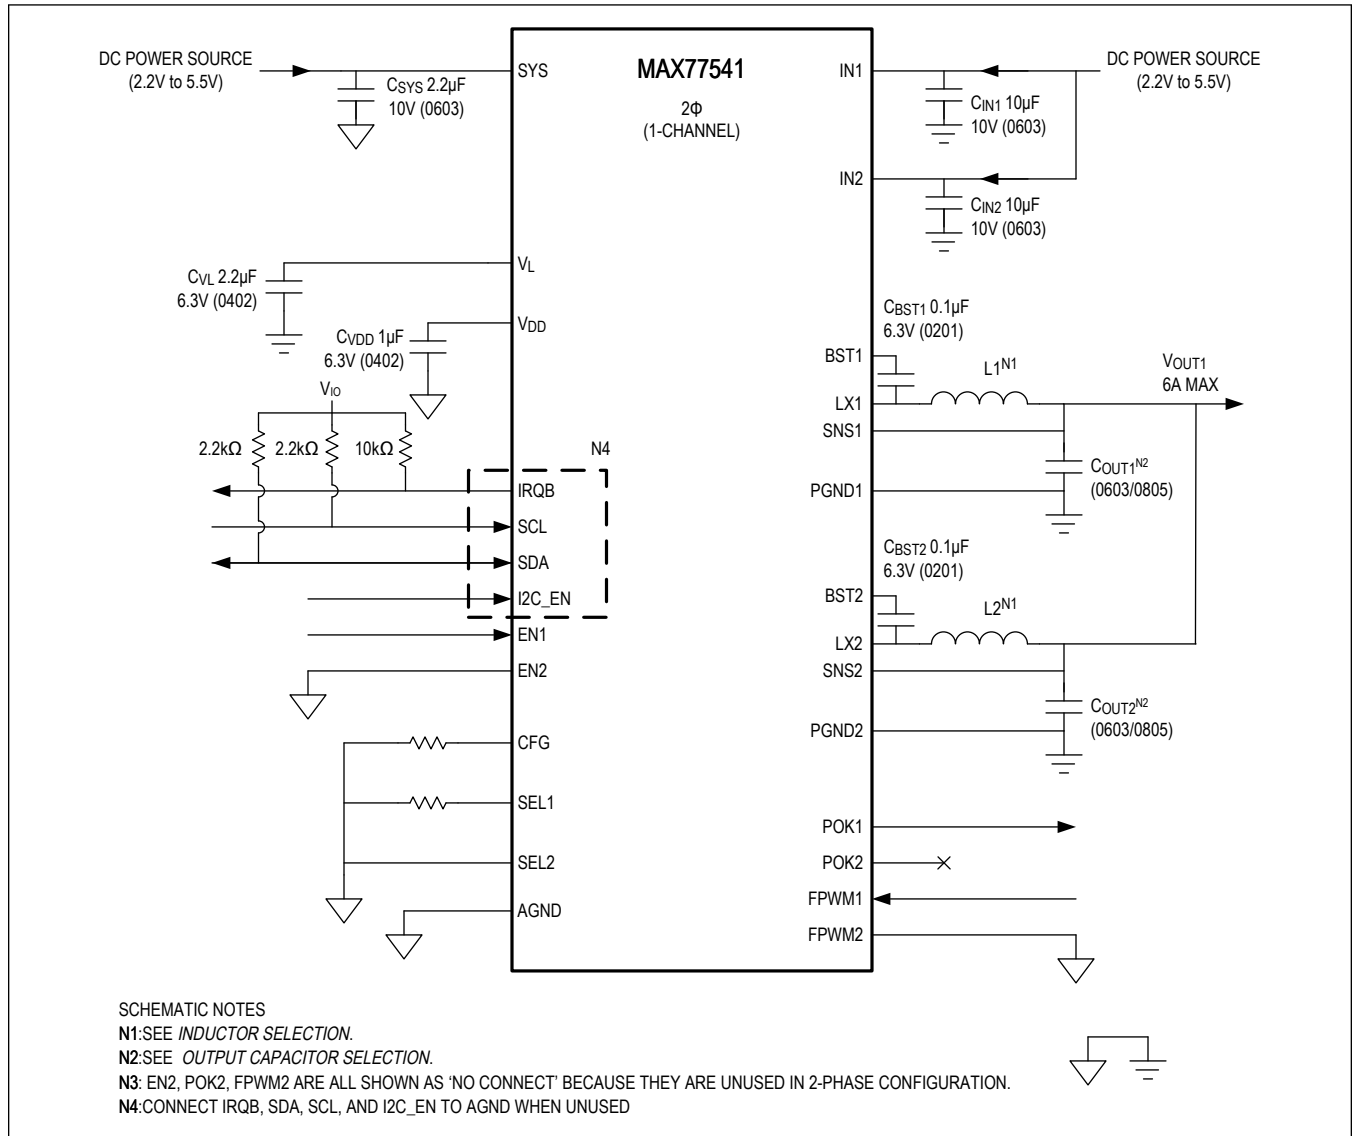 DC POWER SOURCE
(2.2V to 5.5V)
CSYS 2.2µF
10V (0603)
SYS
MAX77541
2Φ
(1-CHANNEL)
IN1
DC POWER SOURCE
(2.2V to 5.5V)
CIN1 10µF
10V (0603)
IN2
CIN2 10µF
10V (0603)
VL
CVL 2.2µF
6.3V (0402)
VDD
CVDD 1µF
6.3V (0402)
VIO
2.2kΩ
2.2kΩ
10kΩ
N4
IRQB
SCL
SDA
I2C_EN
EN1
EN2
CFG
SEL1
SEL2
AGND
CBST1 0.1µF
6.3V (0201)
BST1
L1N1
VOUT1
6A MAX
LX1
SNS1
COUT1N2
(0603/0805)
PGND1
CBST2 0.1µF
6.3V (0201)
BST2
L2N1
LX2
SNS2
COUT2N2
(0603/0805)
PGND2
POK1
POK2
FPWM1
FPWM2
SCHEMATIC NOTES
N1:SEE INDUCTOR SELECTION.
N2:SEE OUTPUT CAPACITOR SELECTION.
N3: EN2, POK2, FPWM2 ARE ALL SHOWN AS ‘NO CONNECT’ BECAUSE THEY ARE UNUSED IN 2-PHASE CONFIGURATION.
N4:CONNECT IRQB, SDA, SCL, AND I2C_EN TO AGND WHEN UNUSED